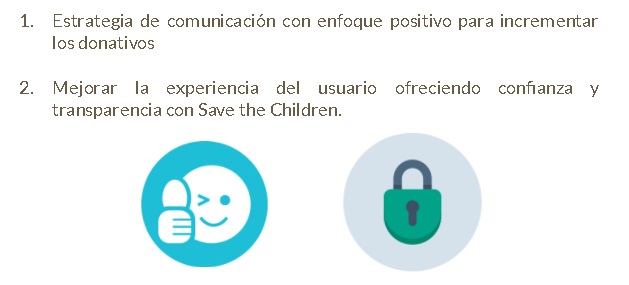 1. Estrategia de comunicación con enfoque positivo para incrementar
los donativos
2. Mejorar la experiencia del usuario ofreciendo confianza y
transparencia con Save the Children.